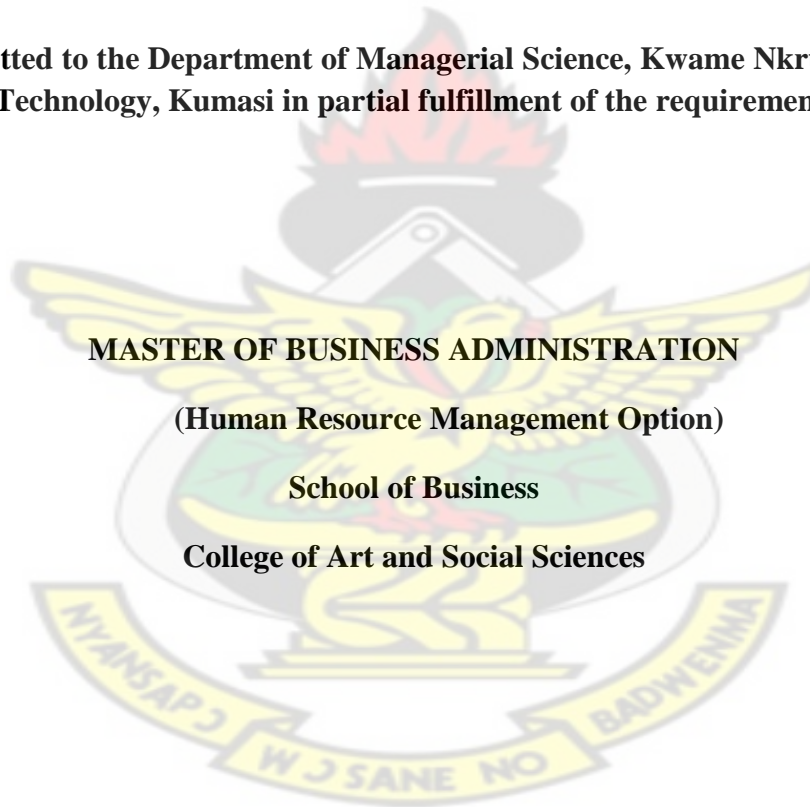 tted to the Department of Managerial Science, Kwame Nkr
Technology, Kumasi in partial fulfillment of the requiremen
MASTER OF BUSINESS ADMINISTRATION
(Human Resource Management Option)
School of Business
College of Art and Social Sciences
NYANSAPƆ WƆSANE NO BADWENMA